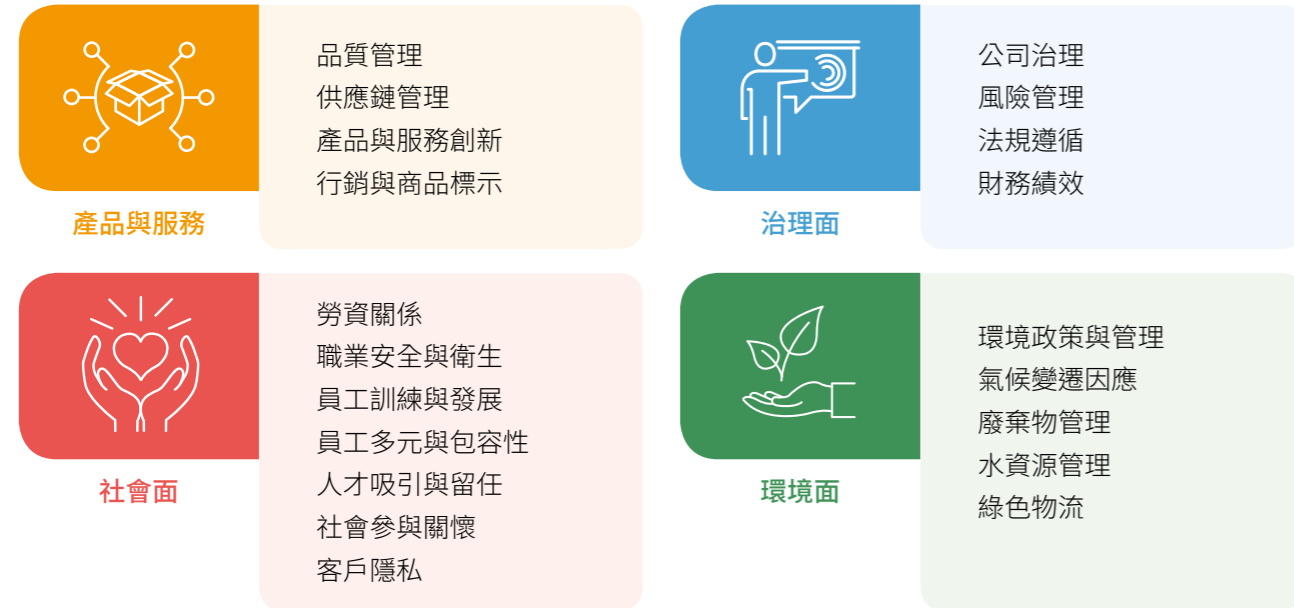 品質管理
供應鏈管理
產品與服務創新
行銷與商品標示
產品與服務
公司治理
風險管理
法規遵循
財務績效
治理面
勞資關係
職業安全與衛生
員工訓練與發展
員工多元與包容性
人才吸引與留任
社會參與關懷
客戶隱私
社會面
環境政策與管理
氣候變遷因應
廢棄物管理
水資源管理
綠色物流
環境面